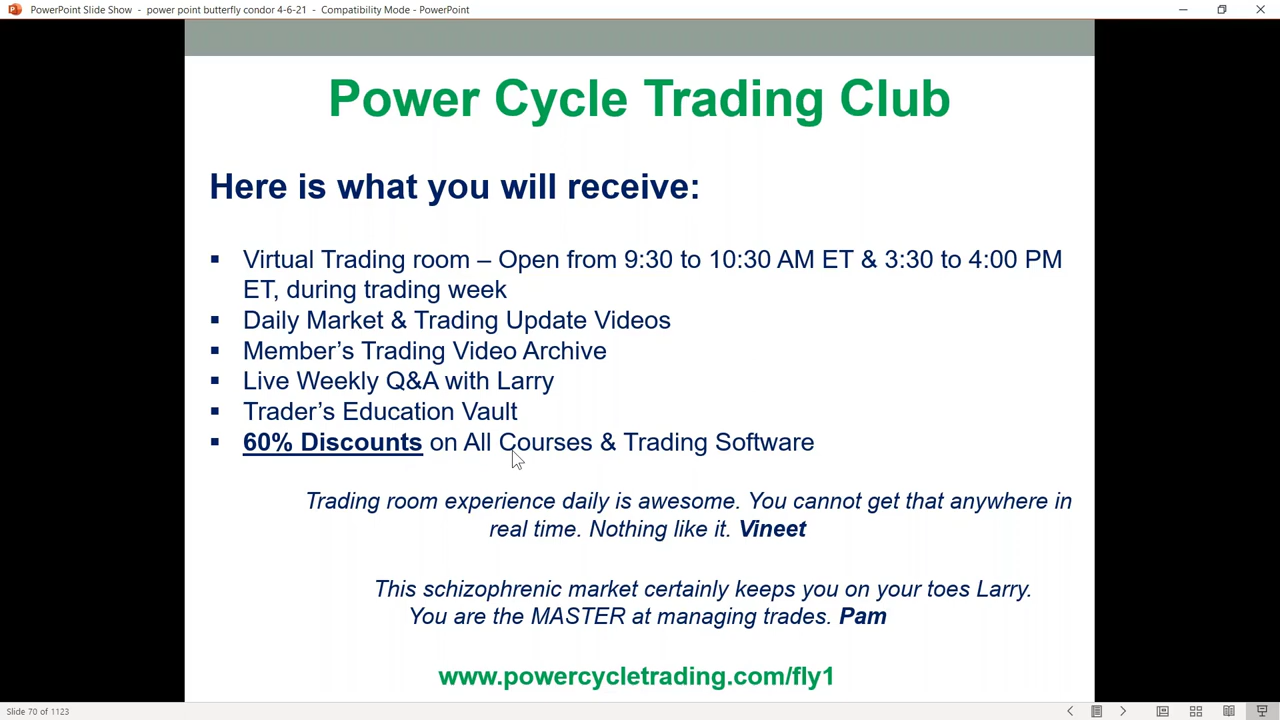 PowerPoint Slide Show - power point butterfly condor 4-6-21 - Compatibility Mode - PowerPoint
Power Cycle Trading Club
Here is what you will receive:
▪ Virtual Trading room – Open from 9:30 to 10:30 AM ET & 3:30 to 4:00 PM
ET, during trading week
▪ Daily Market & Trading Update Videos
▪ Member’s Trading Video Archive
▪ Live Weekly Q&A with Larry
▪ Trader’s Education Vault
▪ 60% Discounts on All Courses & Trading Software
Trading room experience daily is awesome. You cannot get that anywhere in
real time. Nothing like it. Vineet
This schizophrenic market certainly keeps you on your toes Larry.
You are the MASTER at managing trades. Pam
www.powercycletrading.com/fly1
Slide 70 of 1123